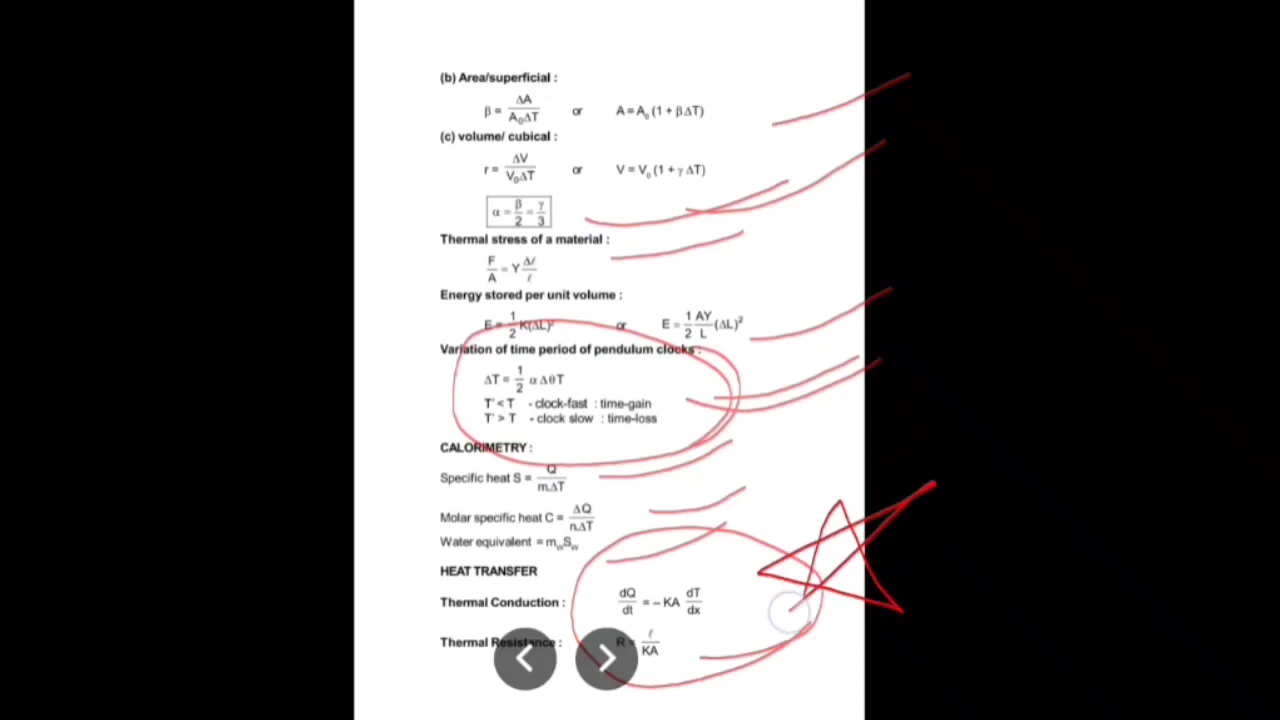 (b) Area/superficial :
β = ΔA / A₀ΔT or A = A₀ (1 + βΔT)
(c) volume/ cubical :
r = ΔV / V₀ΔT or V = V₀ (1 + γ ΔT)
α = β/2 = γ/3
Thermal stress of a material :
F/A = Y Δℓ/ℓ
Energy stored per unit volume :
E = 1/2 K(ΔL)² or E = 1/2 AY/L (ΔL)²
Variation of time period of pendulum clocks :
ΔT = 1/2 α ΔθT
T' < T - clock-fast : time-gain
T' > T - clock slow : time-loss
CALORIMETRY :
Specific heat S = Q / m.ΔT
Molar specific heat C = ΔQ / n.ΔT
Water equivalent = mwSw
HEAT TRANSFER
Thermal Conduction : dQ/dt = – KA dT/dx
Thermal Resistance : R = ℓ/KA